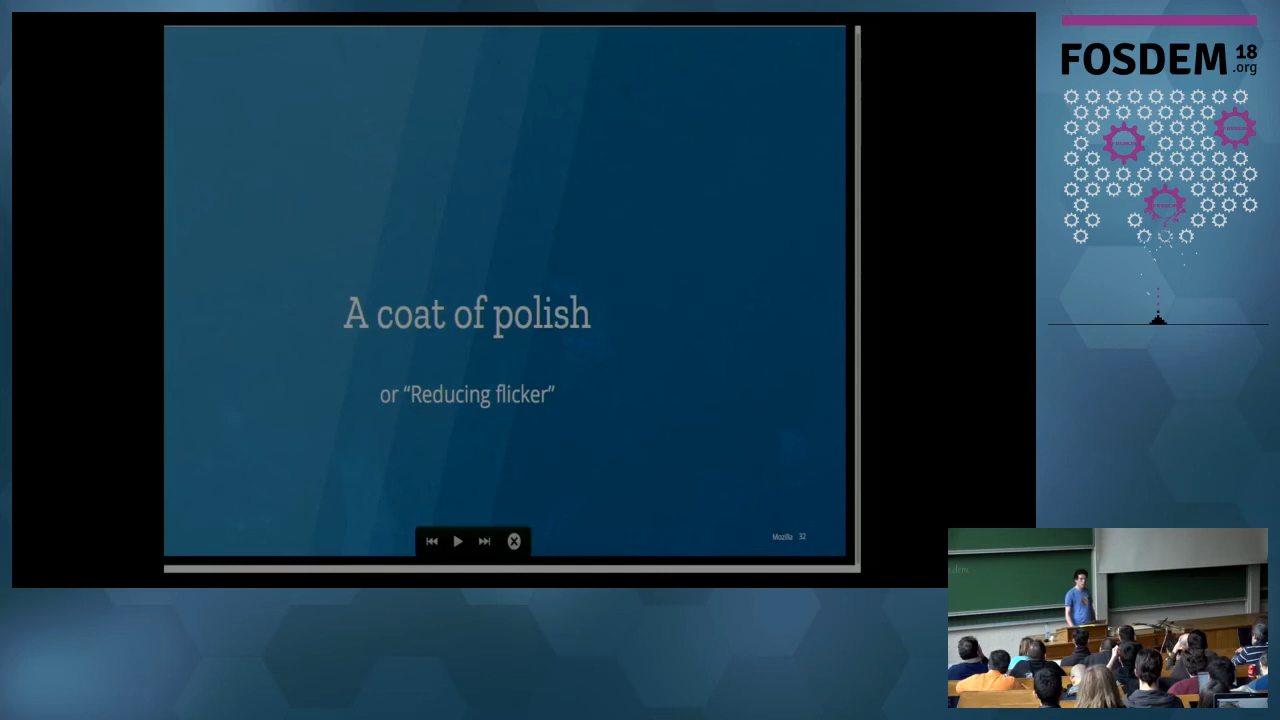 A coat of polish
or “Reducing flicker”
Mozilla 32
FOSDEM 18
.org